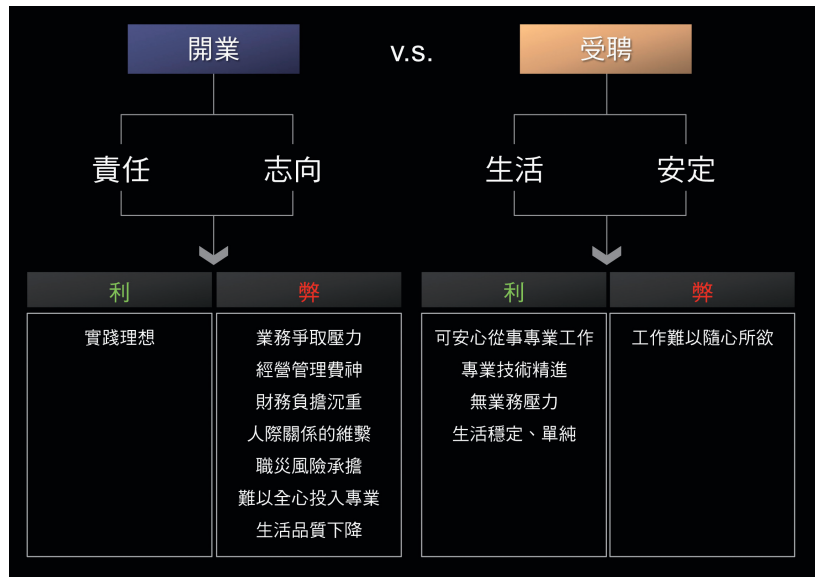 開業
v.s.
受聘
責任
志向
生活
安定
利
弊
利
弊
實踐理想
業務爭取壓力
經營管理費神
財務負擔沉重
人際關係的維繫
職災風險承擔
難以全心投入專業
生活品質下降
可安心從事專業工作
專業技術精進
無業務壓力
生活穩定、單純
工作難以隨心所欲